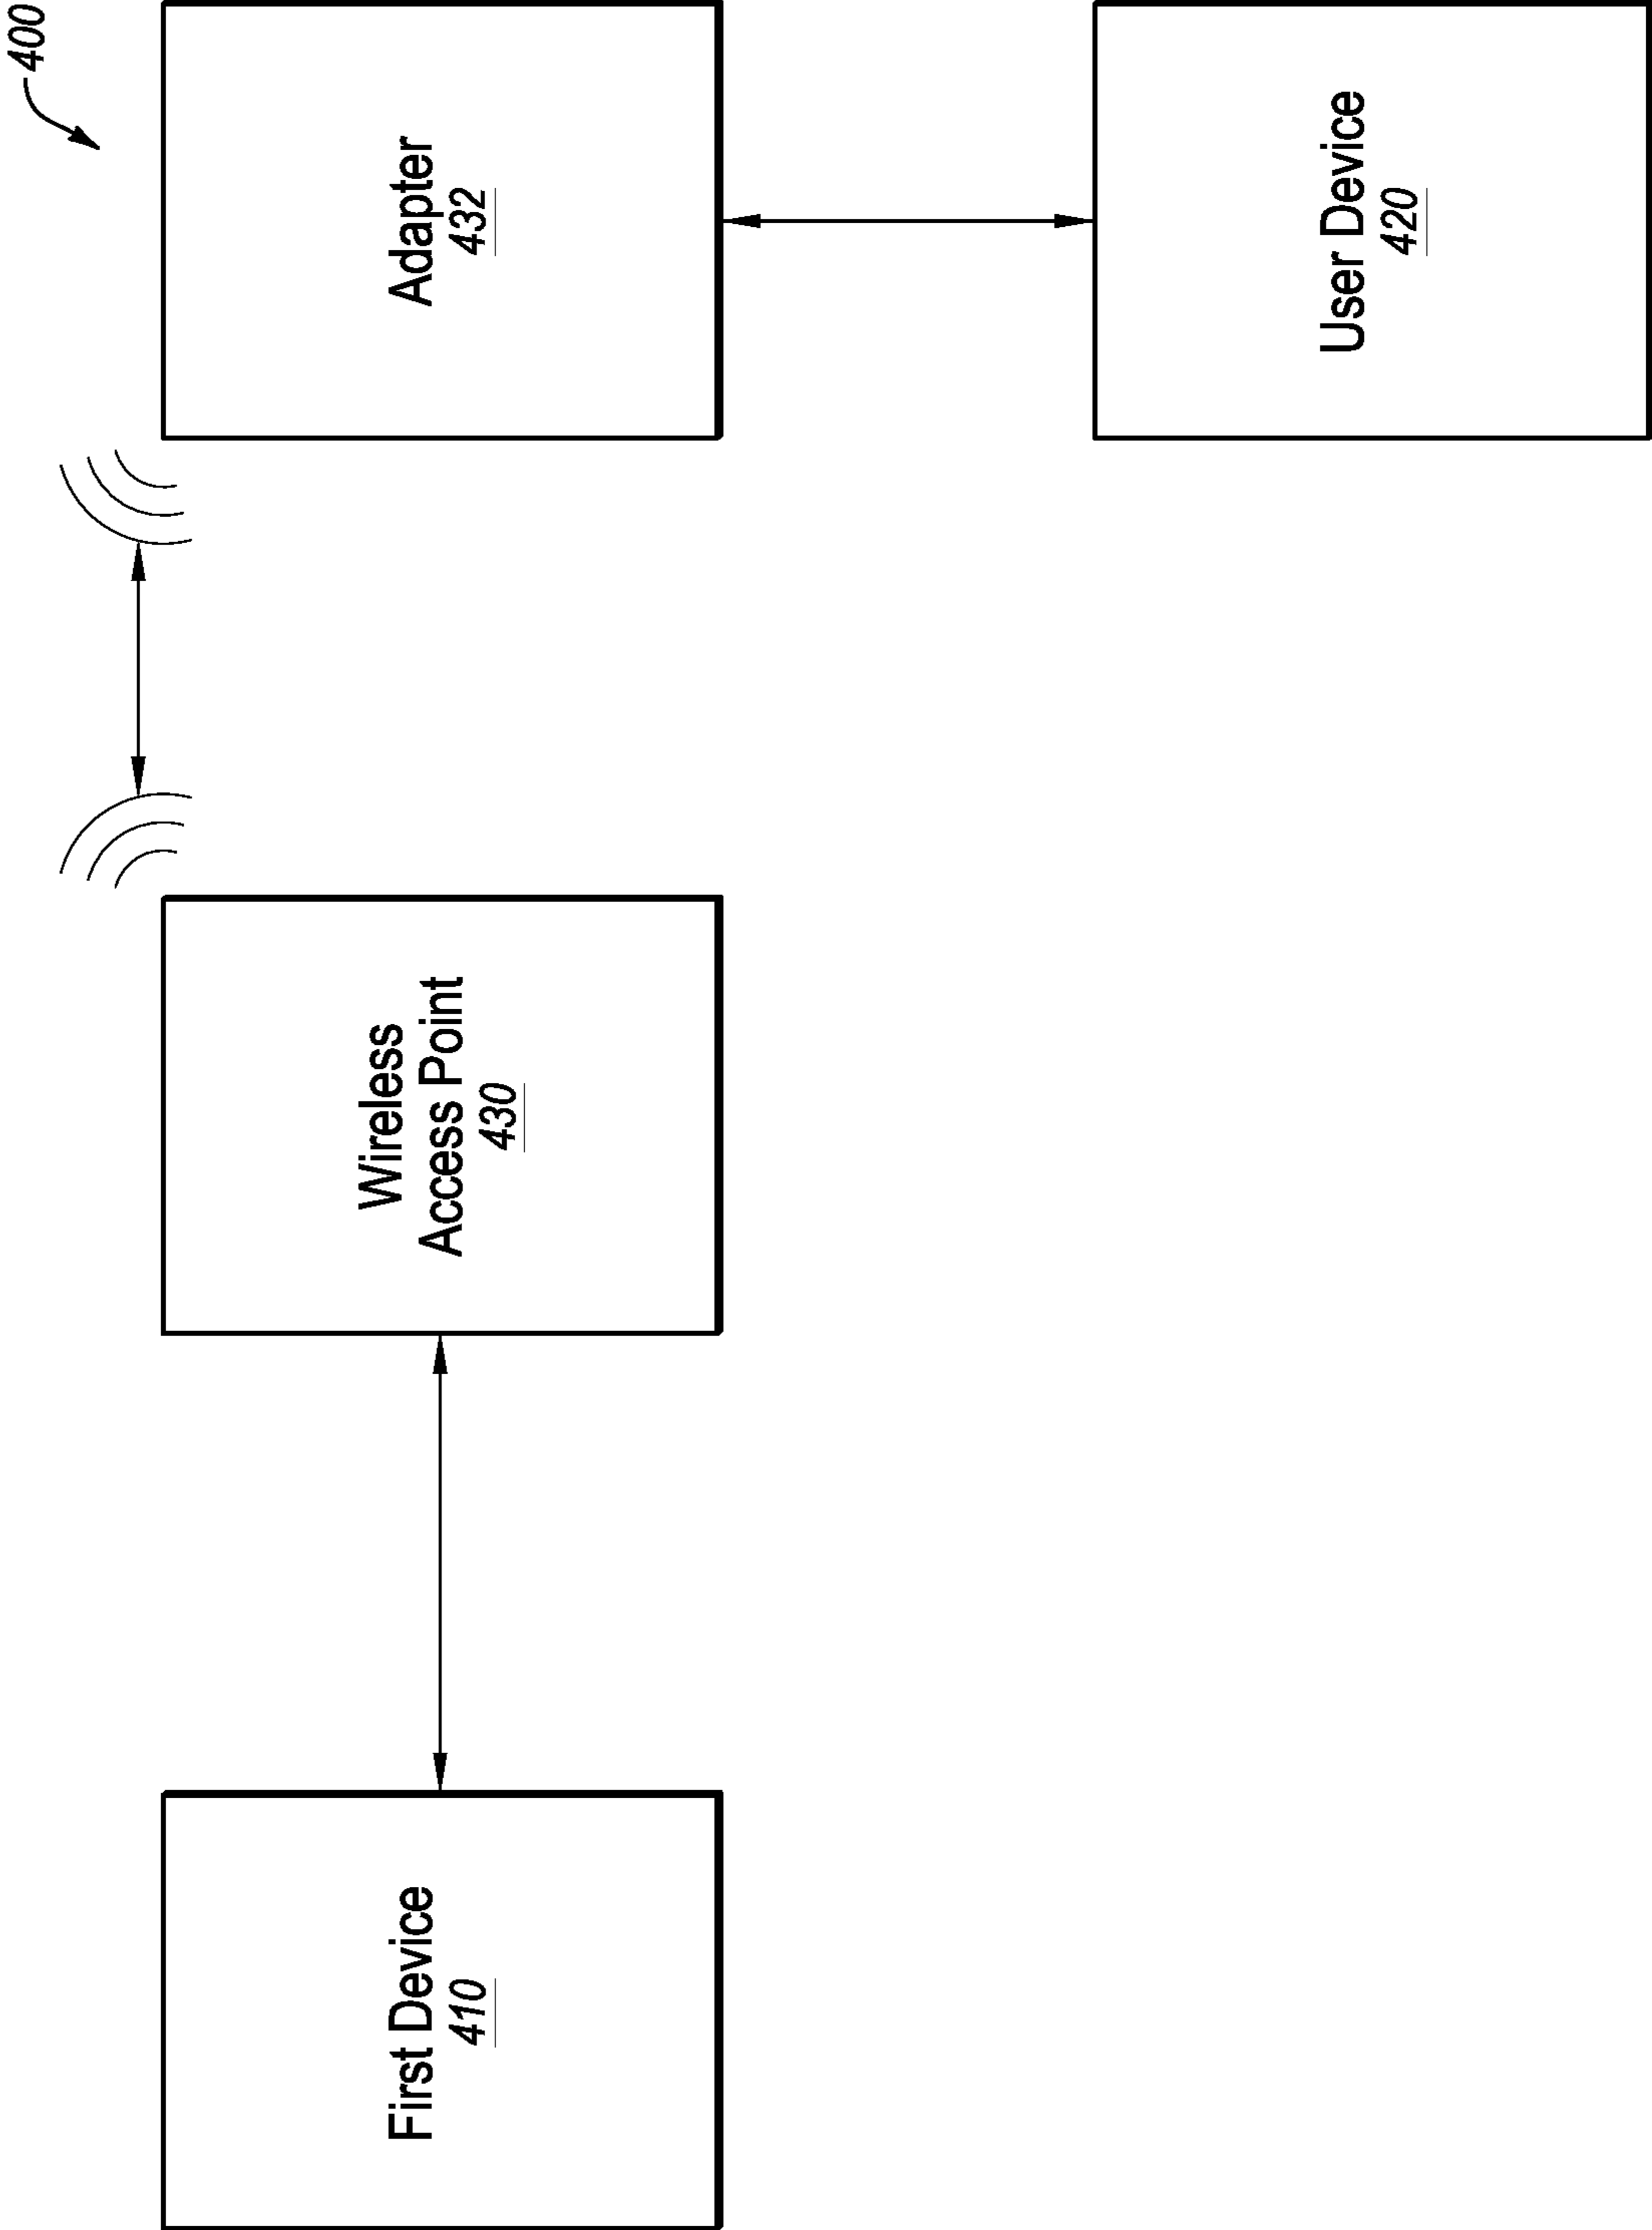 400
First Device
410
Wireless
Access Point
430
Adapter
432
User Device
420